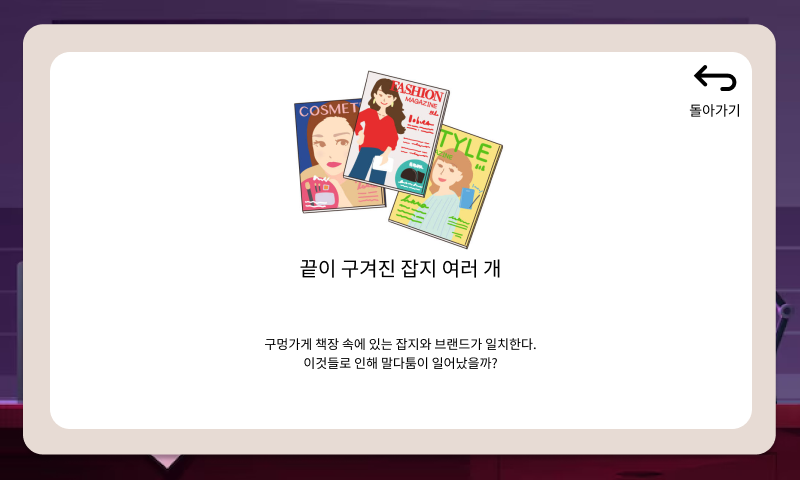 COSMET
FASHION
MAGAZINE
TYLE
돌아가기
끝이 구겨진 잡지 여러 개
구멍가게 책장 속에 있는 잡지와 브랜드가 일치한다.
이것들로 인해 말다툼이 일어났을까?